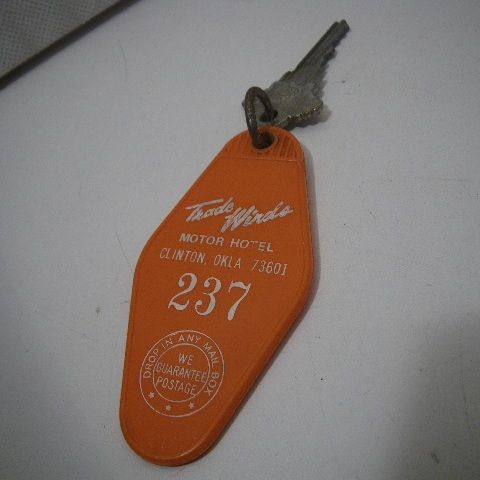 Trade Winds
MOTOR HOTEL
CLINTON, OKLA 73601
237
DROP IN ANY MAIL BOX
WE
GUARANTEE
POSTAGE